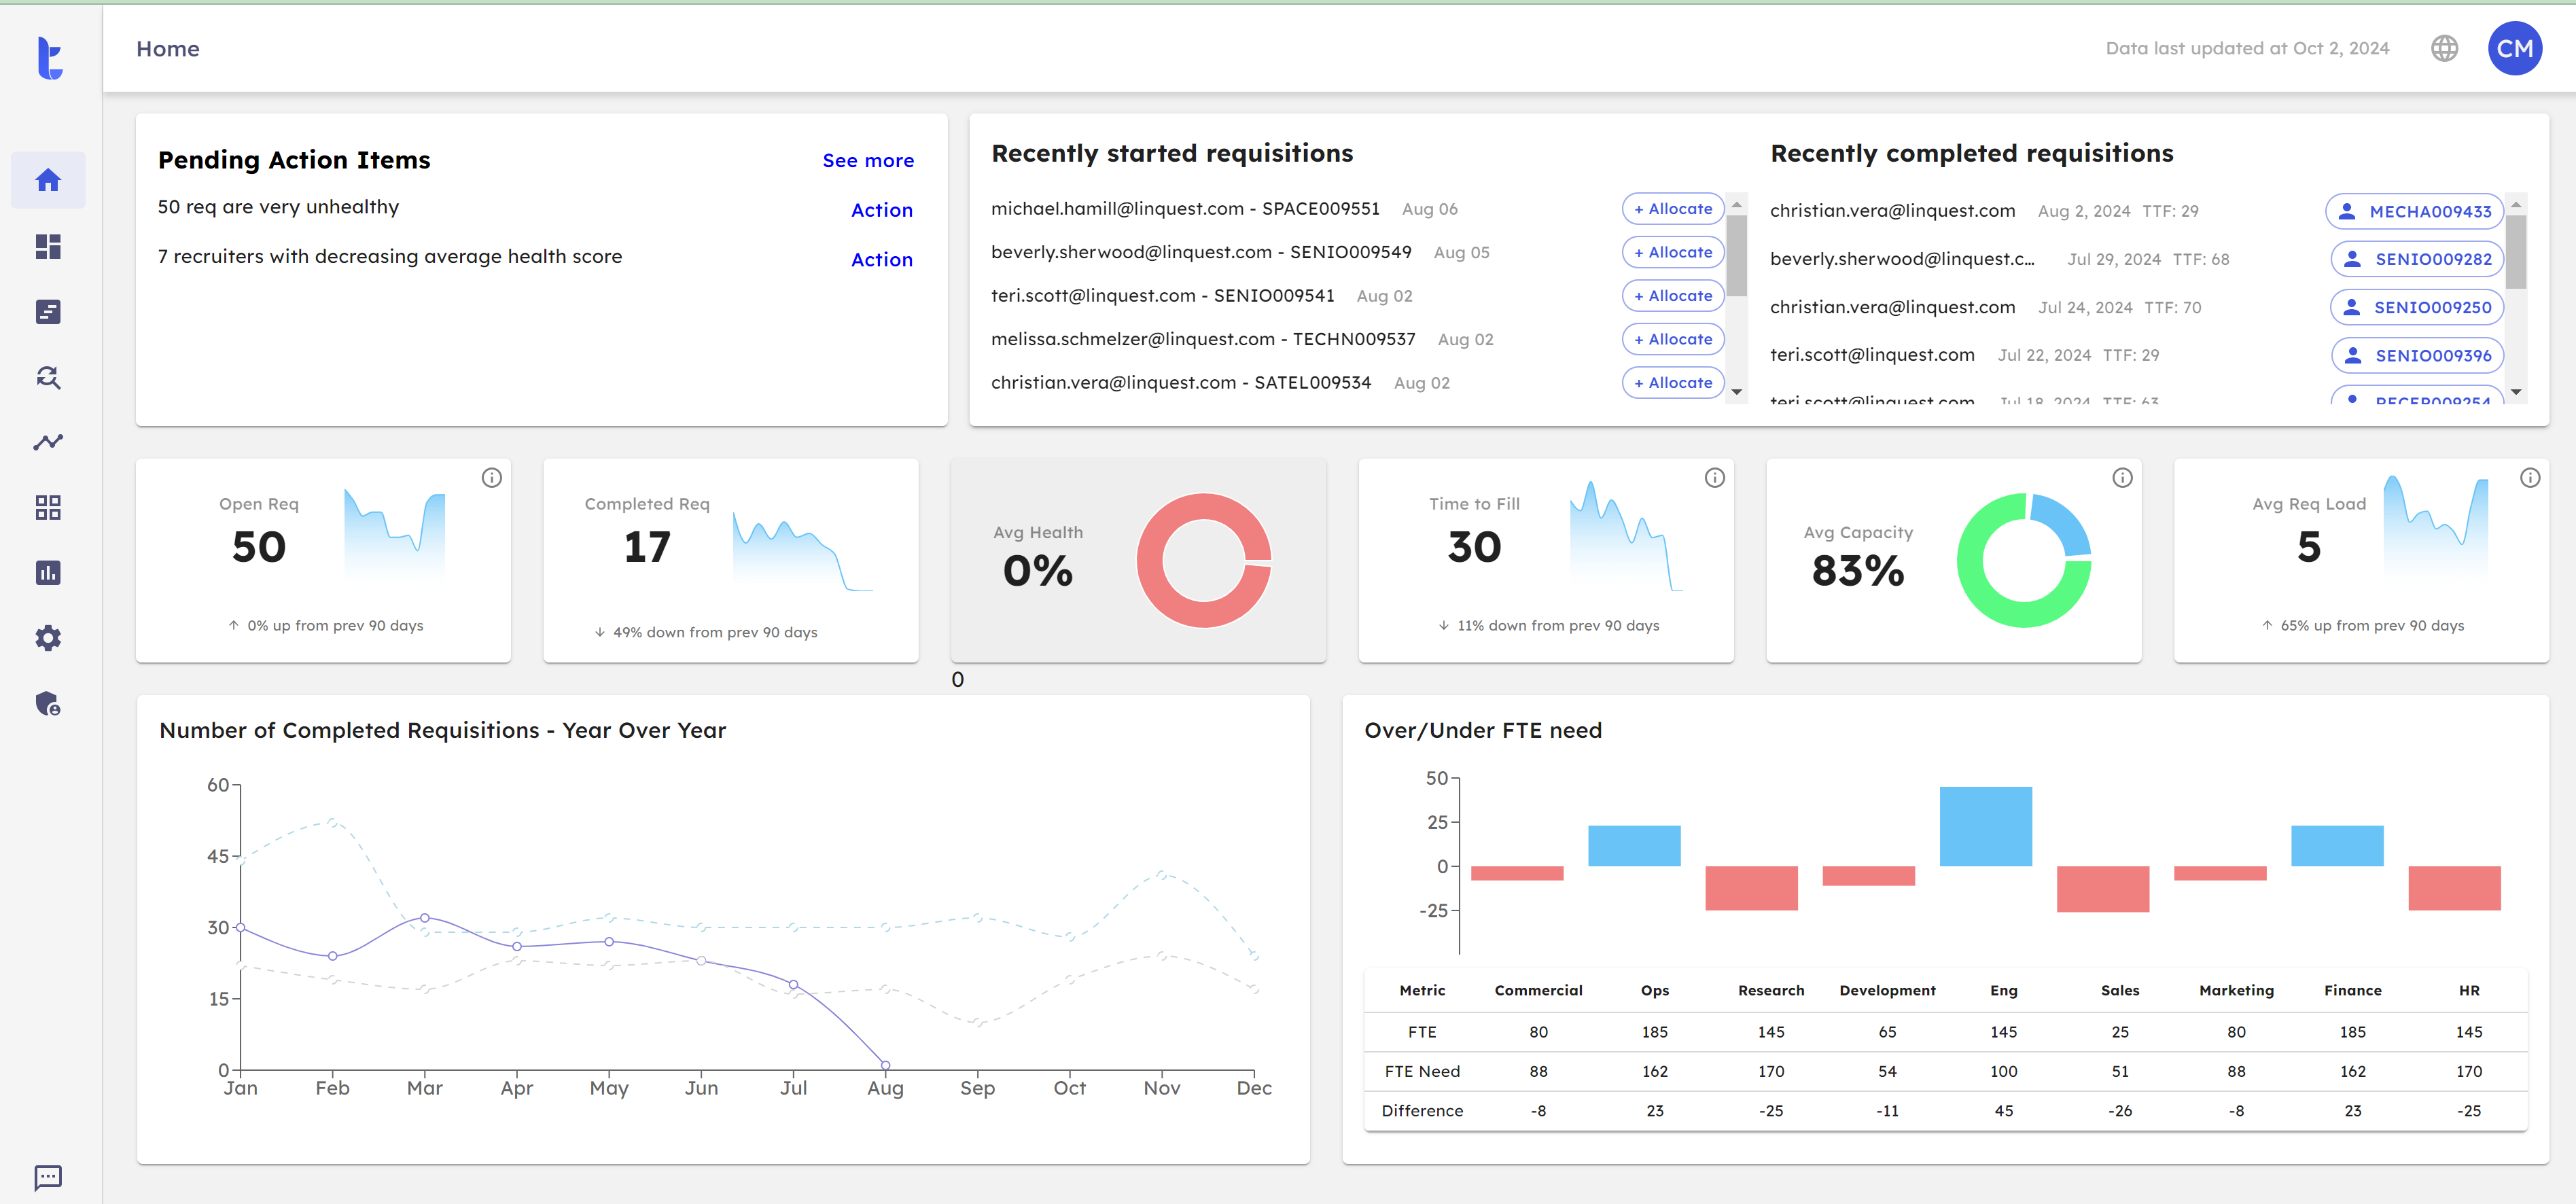 Home
Data last updated at Oct 2, 2024
CM
Pending Action Items
See more
50 req are very unhealthy
Action
7 recruiters with decreasing average health score
Action
Recently started requisitions
michael.hamill@linquest.com - SPACE009551 Aug 06 + Allocate
beverly.sherwood@linquest.com - SENIO009549 Aug 05 + Allocate
teri.scott@linquest.com - SENIO009541 Aug 02 + Allocate
melissa.schmelzer@linquest.com - TECHN009537 Aug 02 + Allocate
christian.vera@linquest.com - SATEL009534 Aug 02 + Allocate
Recently completed requisitions
christian.vera@linquest.com Aug 2, 2024 TTF: 29 MECHA009433
beverly.sherwood@linquest.c... Jul 29, 2024 TTF: 68 SENIO009282
christian.vera@linquest.com Jul 24, 2024 TTF: 70 SENIO009250
teri.scott@linquest.com Jul 22, 2024 TTF: 29 SENIO009396
teri.scott@linquest.com Jul 18, 2024 TTF: 63
Open Req
50
↑ 0% up from prev 90 days
Completed Req
17
↓ 49% down from prev 90 days
Avg Health
0%
Time to Fill
30
↓ 11% down from prev 90 days
Avg Capacity
83%
Avg Req Load
5
↑ 65% up from prev 90 days
0
Number of Completed Requisitions - Year Over Year
60
45
30
15
0
Jan Feb Mar Apr May Jun Jul Aug Sep Oct Nov Dec
Over/Under FTE need
50
25
0
-25
Metric Commercial Ops Research Development Eng Sales Marketing Finance HR
FTE 80 185 145 65 145 25 80 185 145
FTE Need 88 162 170 54 100 51 88 162 170
Difference -8 23 -25 -11 45 -26 -8 23 -25